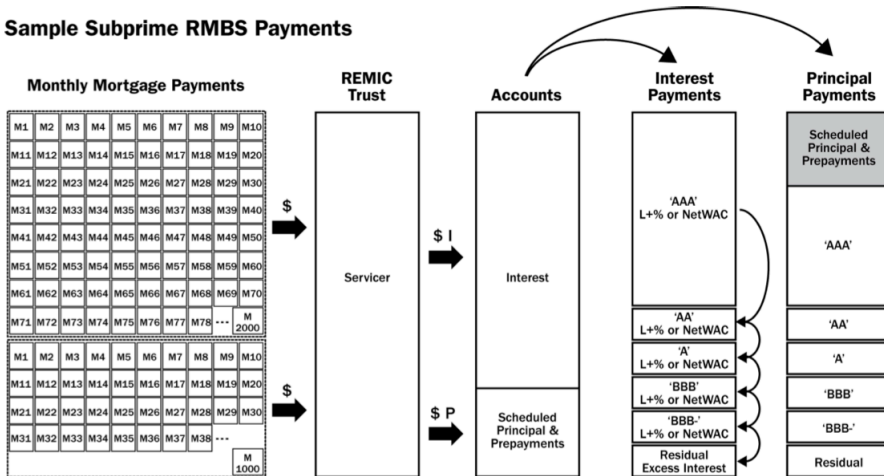 Sample Subprime RMBS Payments
Monthly Mortgage Payments
REMIC
Trust
Accounts
Interest
Payments
Principal
Payments
M1 M2 M3 M4 M5 M6 M7 M8 M9 M10
M11 M12 M13 M14 M15 M16 M17 M18 M19 M20
M21 M22 M23 M24 M25 M26 M27 M28 M29 M30
M31 M32 M33 M34 M35 M36 M37 M38 M39 M40
M41 M42 M43 M44 M45 M46 M47 M48 M49 M50
M51 M52 M53 M54 M55 M56 M57 M58 M59 M60
M61 M62 M63 M64 M65 M66 M67 M68 M69 M70
M71 M72 M73 M74 M75 M76 M77 M78 --- M
2000
M1 M2 M3 M4 M5 M6 M7 M8 M9 M10
M11 M12 M13 M14 M15 M16 M17 M18 M19 M20
M21 M22 M23 M24 M25 M26 M27 M28 M29 M30
M31 M32 M33 M34 M35 M36 M37 M38 ---
M
1000
$
$
Servicer
$ I
$ P
Interest
Scheduled
Principal &
Prepayments
‘AAA’
L+% or NetWAC
‘AA’
L+% or NetWAC
‘A’
L+% or NetWAC
‘BBB’
L+% or NetWAC
‘BBB-’
L+% or NetWAC
Residual
Excess Interest
Scheduled
Principal &
Prepayments
‘AAA’
‘AA’
‘A’
‘BBB’
‘BBB-’
Residual